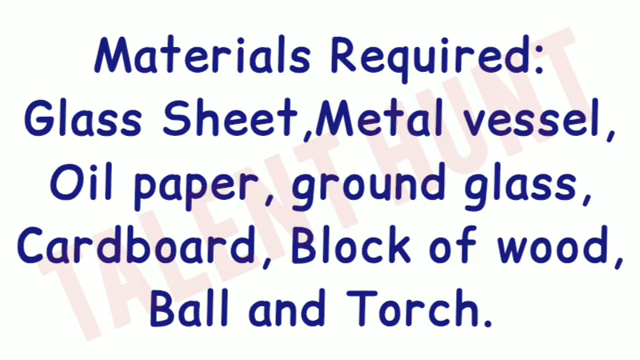 Materials Required:
Glass Sheet,Metal vessel,
Oil paper, ground glass,
Cardboard, Block of wood,
Ball and Torch.
TALENT HUNT